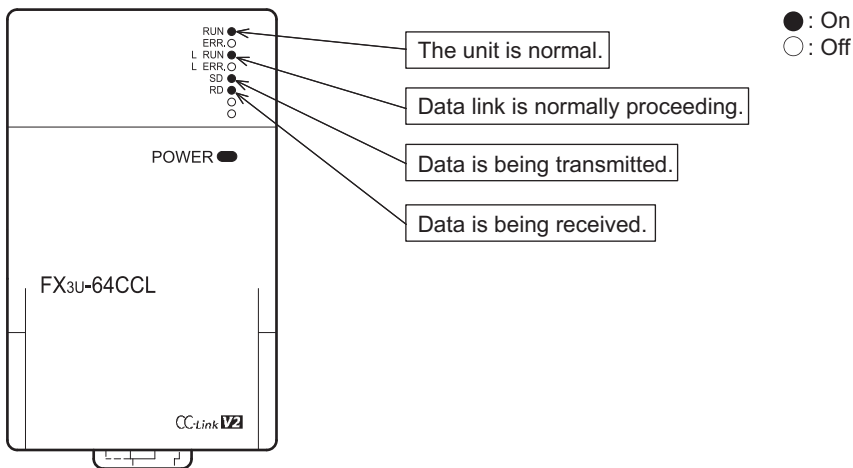 RUN
ERR.
L RUN
L ERR.
SD
RD
POWER
FX3U-64CCL
CC-Link V2
The unit is normal.
Data link is normally proceeding.
Data is being transmitted.
Data is being received.
: On
: Off